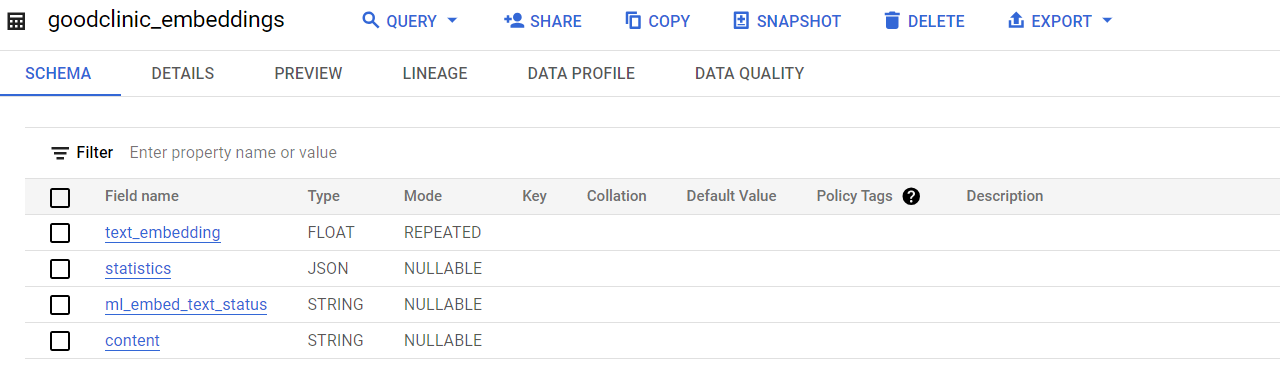 goodclinic_embeddings QUERY SHARE COPY SNAPSHOT DELETE EXPORT
SCHEMA DETAILS PREVIEW LINEAGE DATA PROFILE DATA QUALITY
Filter Enter property name or value
Field name Type Mode Key Collation Default Value Policy Tags ? Description
text_embedding FLOAT REPEATED
statistics JSON NULLABLE
ml_embed_text_status STRING NULLABLE
content STRING NULLABLE